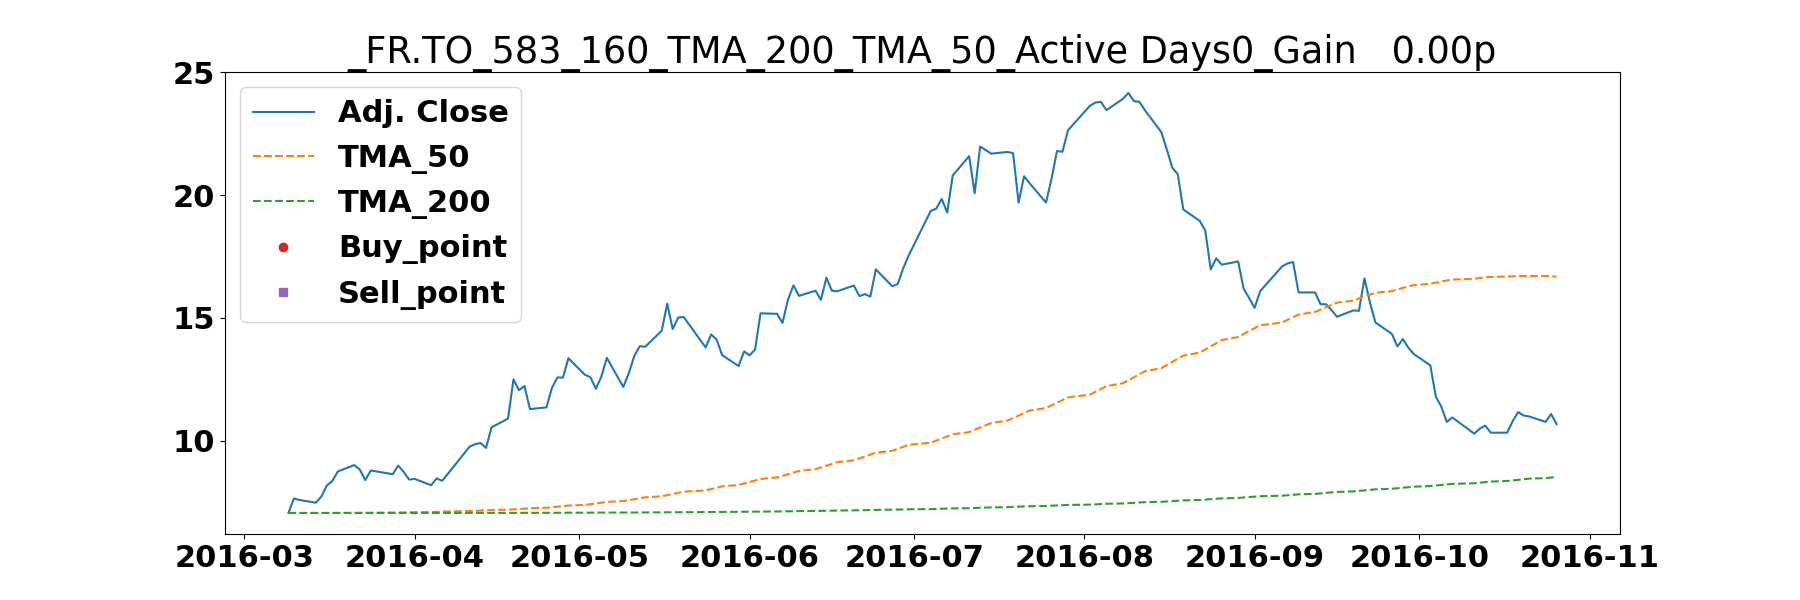 _FR.TO_583_160_TMA_200_TMA_50_Active Days0_Gain   0.00p
25
20
15
10
Adj. Close
TMA_50
TMA_200
Buy_point
Sell_point
2016-03 2016-04 2016-05 2016-06 2016-07 2016-08 2016-09 2016-10 2016-11